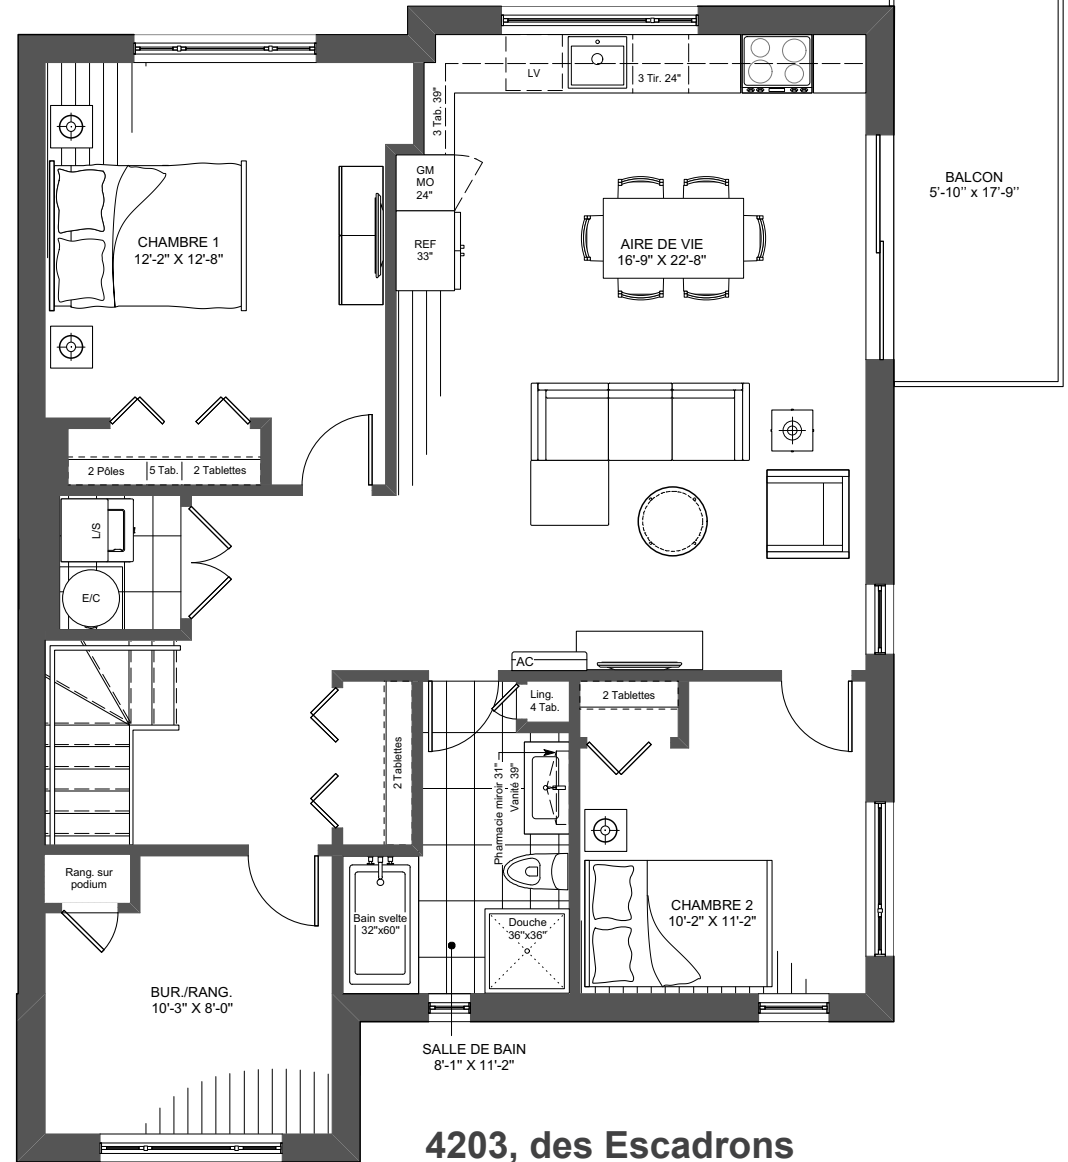 LV
3 Tir. 24"
3 Tab. 39"
GM
MO
24"
REF
33"
CHAMBRE 1
12'-2" X 12'-8"
AIRE DE VIE
16'-9" X 22'-8"
BALCON
5'-10'' x 17'-9''
2 Pôles
5 Tab.
2 Tablettes
L/S
E/C
AC
Ling.
4 Tab.
2 Tablettes
2 Tablettes
Pharmacie miroir 31"
Vanité 39"
Rang. sur
podium
Bain svelte
32"x60"
Douche
36"x36"
CHAMBRE 2
10'-2" X 11'-2"
BUR./RANG.
10'-3" X 8'-0"
SALLE DE BAIN
8'-1" X 11'-2"
4203, des Escadrons